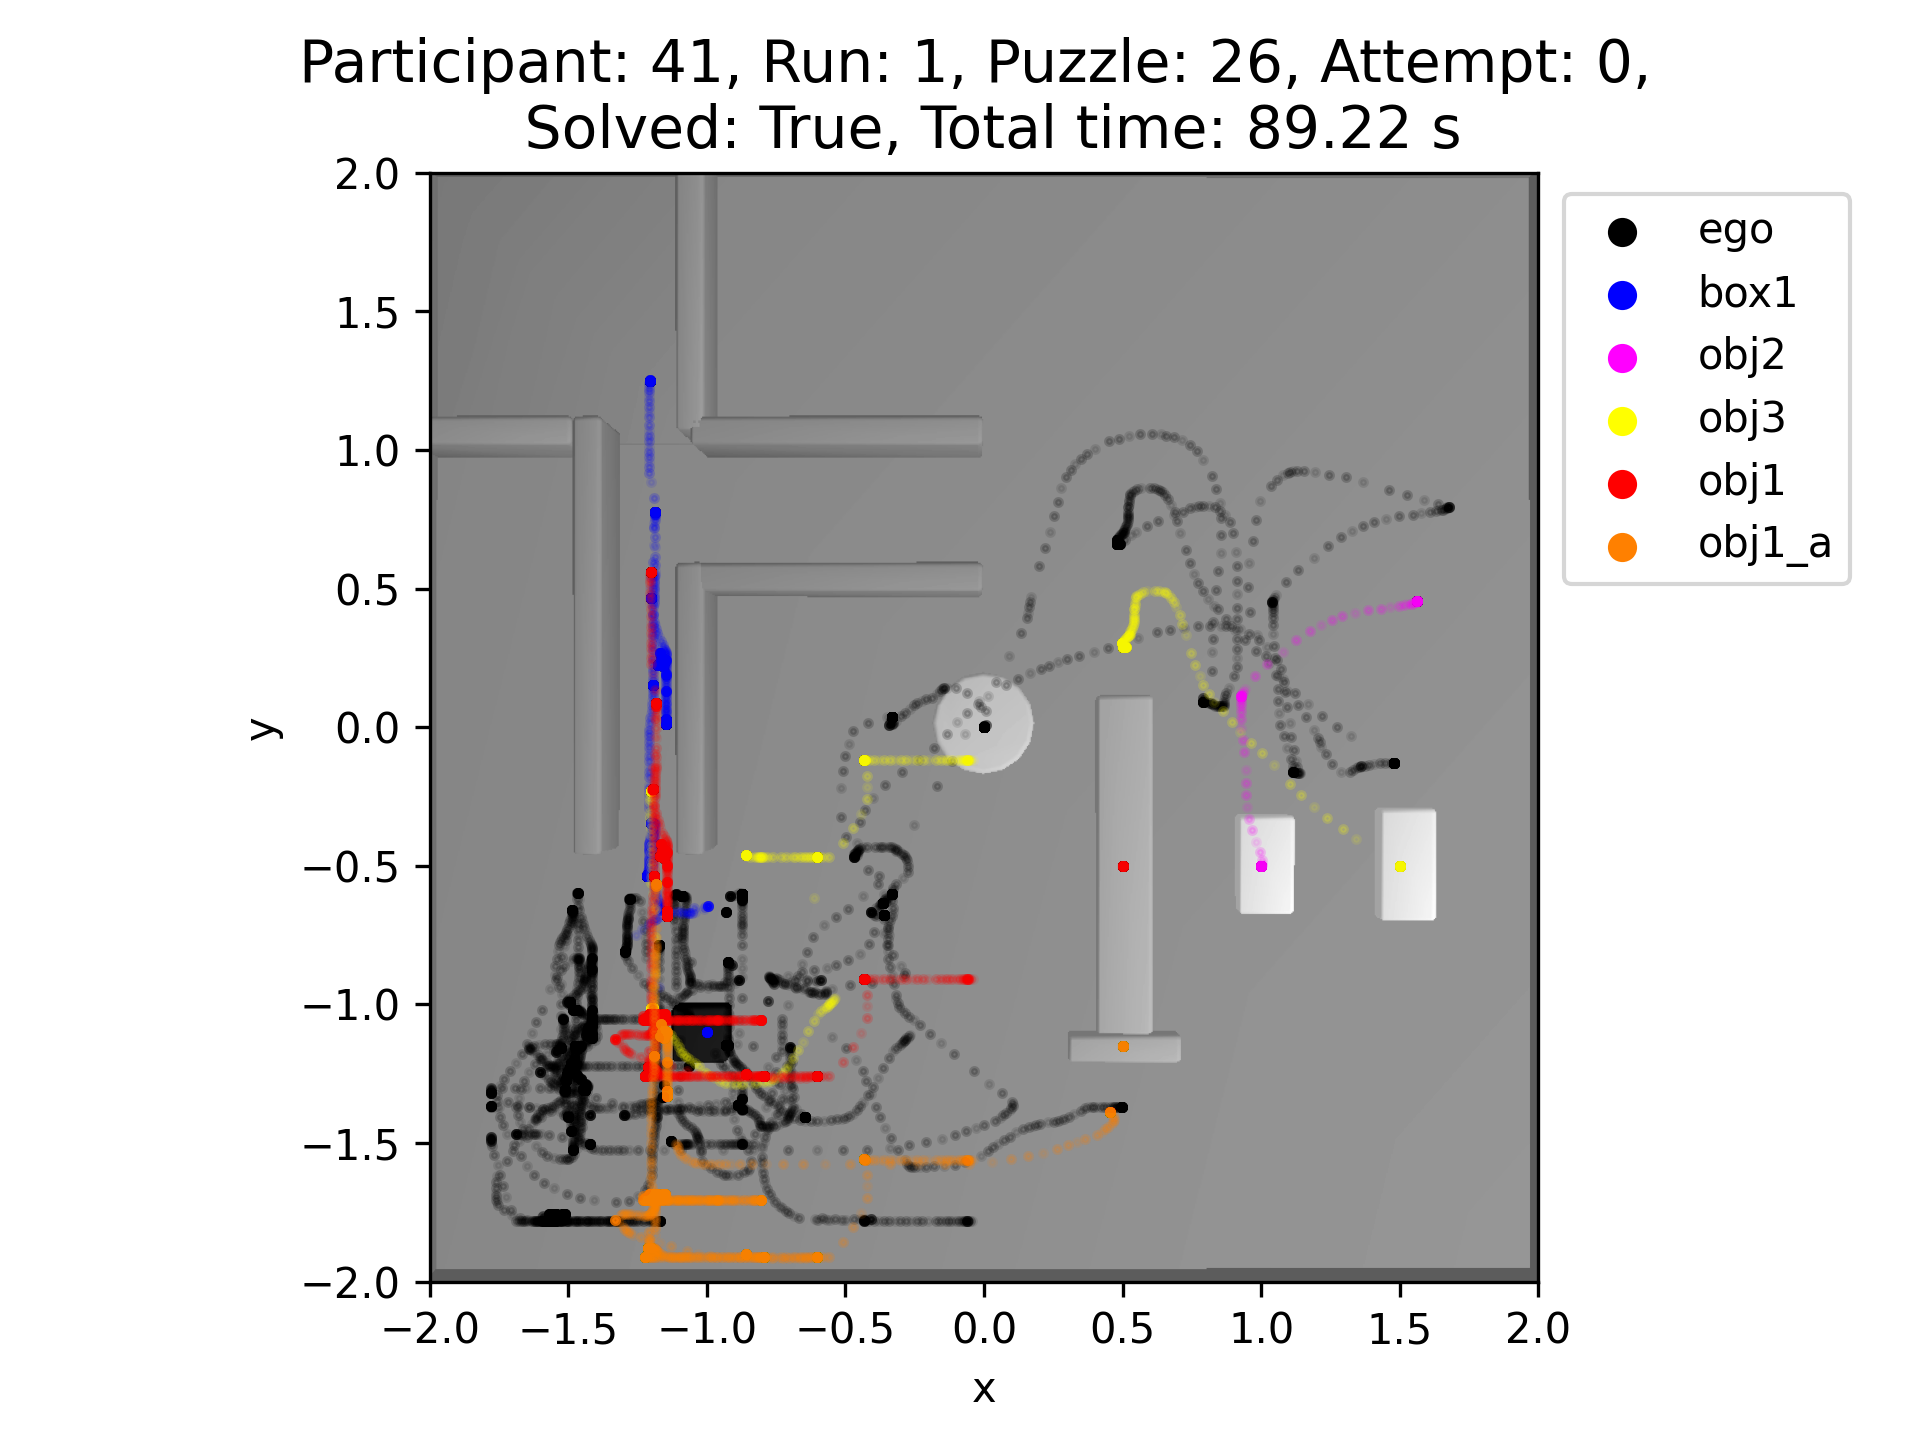 Participant: 41, Run: 1, Puzzle: 26, Attempt: 0,
Solved: True, Total time: 89.22 s
2.0
1.5
1.0
0.5
0.0
−0.5
−1.0
−1.5
−2.0
y
−2.0 −1.5 −1.0 −0.5 0.0 0.5 1.0 1.5 2.0
x
ego
box1
obj2
obj3
obj1
obj1_a